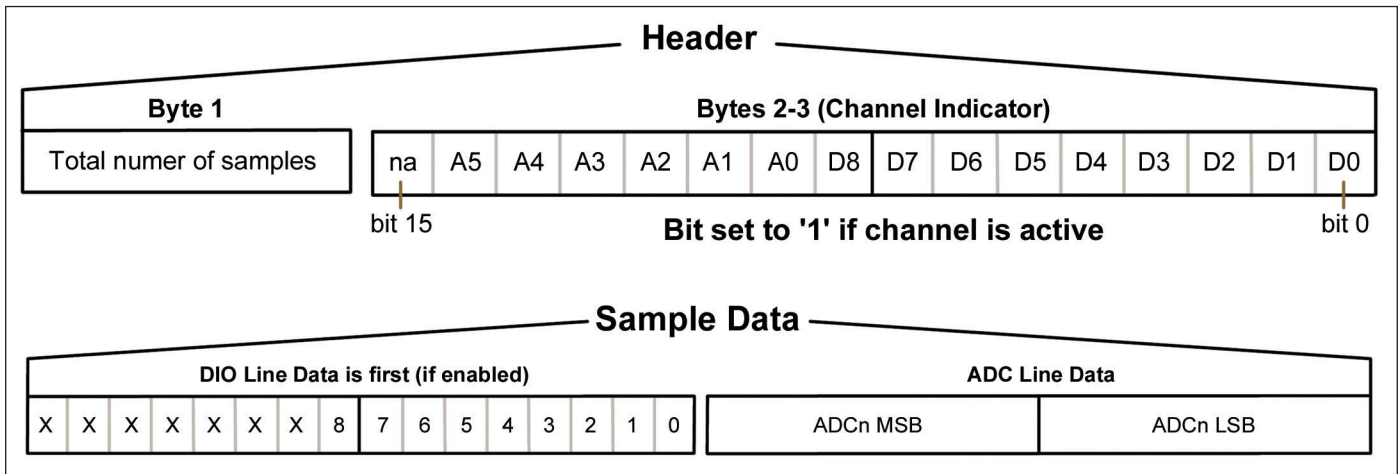 Header
Byte 1
Bytes 2-3 (Channel Indicator)
Total numer of samples
na A5 A4 A3 A2 A1 A0 D8 D7 D6 D5 D4 D3 D2 D1 D0
bit 15
Bit set to '1' if channel is active
bit 0
Sample Data
DIO Line Data is first (if enabled)
ADC Line Data
X X X X X X X 8 7 6 5 4 3 2 1 0
ADCn MSB
ADCn LSB